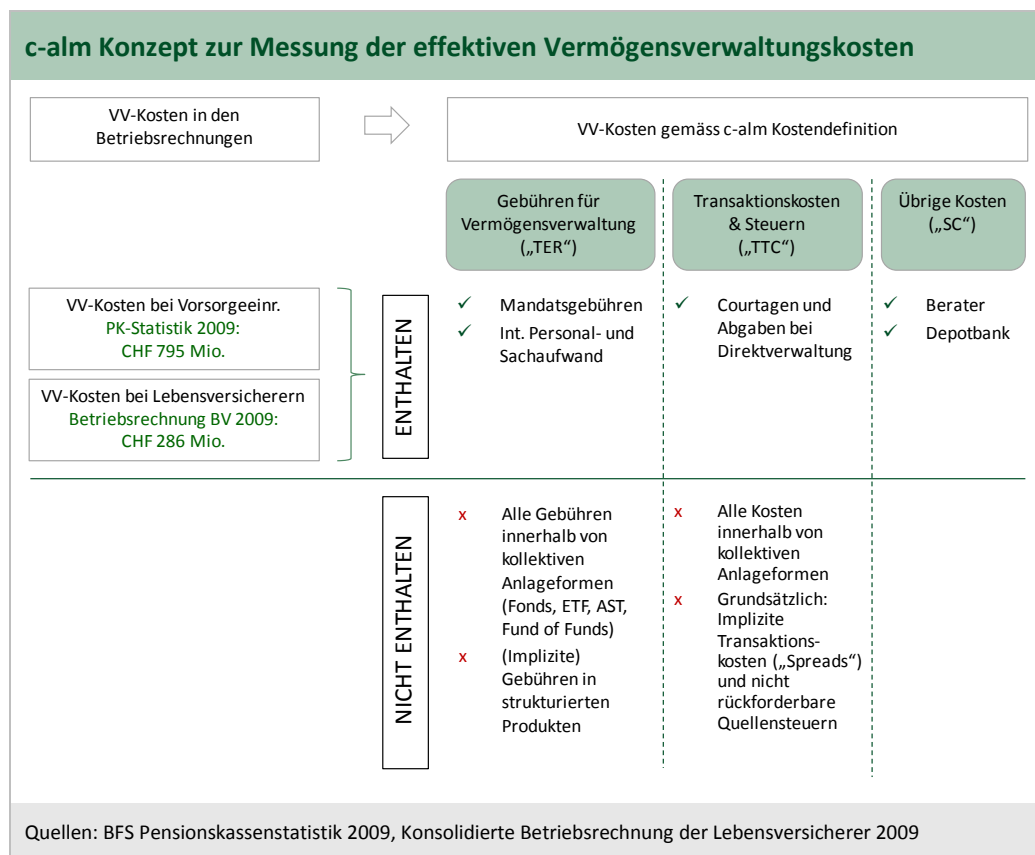 c-alm Konzept zur Messung der effektiven Vermögensverwaltungskosten
VV-Kosten in den
Betriebsrechnungen
VV-Kosten gemäss c-alm Kostendefinition
Gebühren für
Vermögensverwaltung
(„TER“)
Transaktionskosten
& Steuern
(„TTC“)
Übrige Kosten
(„SC“)
VV-Kosten bei Vorsorgeeinr.
PK-Statistik 2009:
CHF 795 Mio.
VV-Kosten bei Lebensversicherern
Betriebsrechnung BV 2009:
CHF 286 Mio.
ENTHALTEN
✓ Mandatsgebühren
✓ Int. Personal- und
Sachaufwand
✓ Courtagen und
Abgaben bei
Direktverwaltung
✓ Berater
✓ Depotbank
NICHT ENTHALTEN
x Alle Gebühren
innerhalb von
kollektiven
Anlageformen
(Fonds, ETF, AST,
Fund of Funds)
x (Implizite)
Gebühren in
strukturierten
Produkten
x Alle Kosten
innerhalb von
kollektiven
Anlageformen
x Grundsätzlich:
Implizite
Transaktions-
kosten („Spreads“)
und nicht
rückforderbare
Quellensteuern
Quellen: BFS Pensionskassenstatistik 2009, Konsolidierte Betriebsrechnung der Lebensversicherer 2009